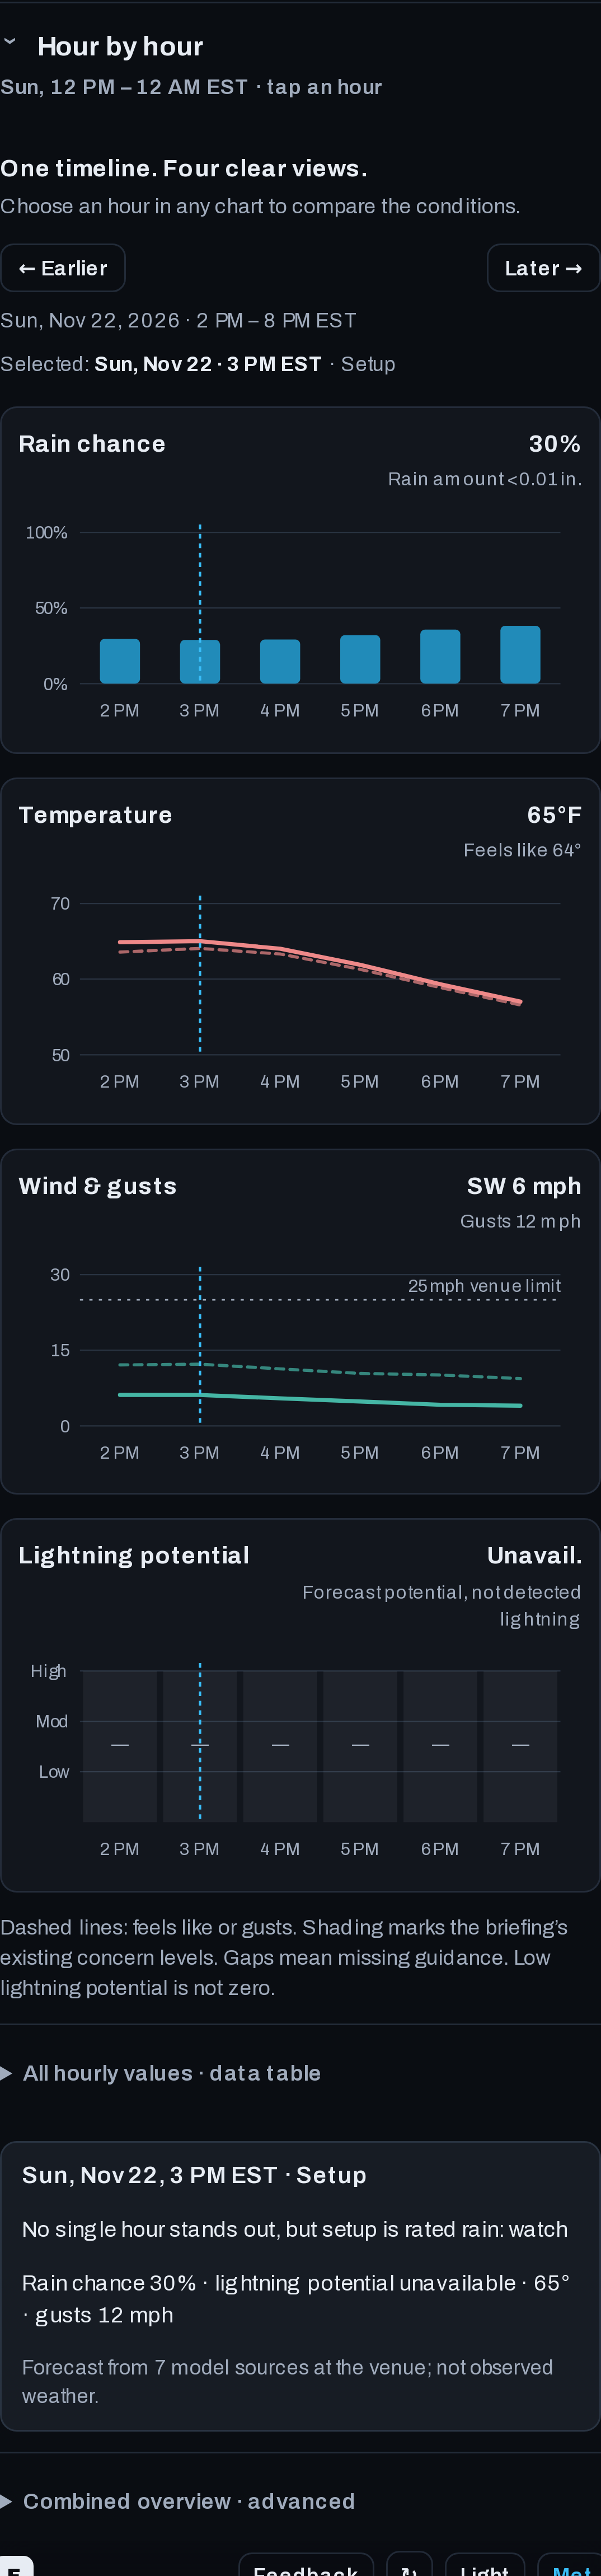 Hour by hour
Sun, 12 PM – 12 AM EST · tap an hour
One timeline. Four clear views.
Choose an hour in any chart to compare the conditions.
← Earlier
Later →
Sun, Nov 22, 2026 · 2 PM – 8 PM EST
Selected: Sun, Nov 22 · 3 PM EST · Setup
Rain chance
30%
Rain amount <0.01 in.
100%
50%
0%
2 PM 3 PM 4 PM 5 PM 6 PM 7 PM
Temperature
65°F
Feels like 64°
70
60
50
2 PM 3 PM 4 PM 5 PM 6 PM 7 PM
Wind & gusts
SW 6 mph
Gusts 12 mph
30
25 mph venue limit
15
0
2 PM 3 PM 4 PM 5 PM 6 PM 7 PM
Lightning potential
Unavail.
Forecast potential, not detected
lightning
High
Mod
— — — — — —
Low
2 PM 3 PM 4 PM 5 PM 6 PM 7 PM
Dashed lines: feels like or gusts. Shading marks the briefing’s
existing concern levels. Gaps mean missing guidance. Low
lightning potential is not zero.
▶ All hourly values · data table
Sun, Nov 22, 3 PM EST · Setup
No single hour stands out, but setup is rated rain: watch
Rain chance 30% · lightning potential unavailable · 65°
· gusts 12 mph
Forecast from 7 model sources at the venue; not observed
weather.
▶ Combined overview · advanced
Feedback ↻ Light Met